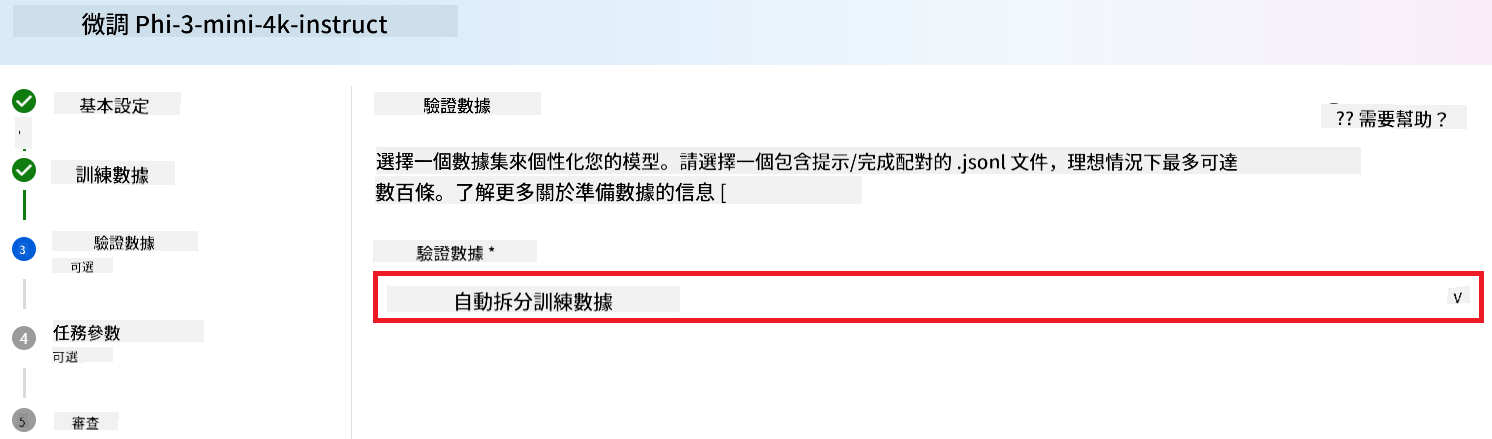 微調 Phi-3-mini-4k-instruct
基本設定
訓練數據
3
驗證數據
可選
4
任務參數
可選
5
審查
驗證數據
?? 需要幫助？
選擇一個數據集來個性化您的模型。請選擇一個包含提示/完成配對的 .jsonl 文件，理想情況下最多可達
數百條。了解更多關於準備數據的信息 [
驗證數據 *
自動拆分訓練數據
V